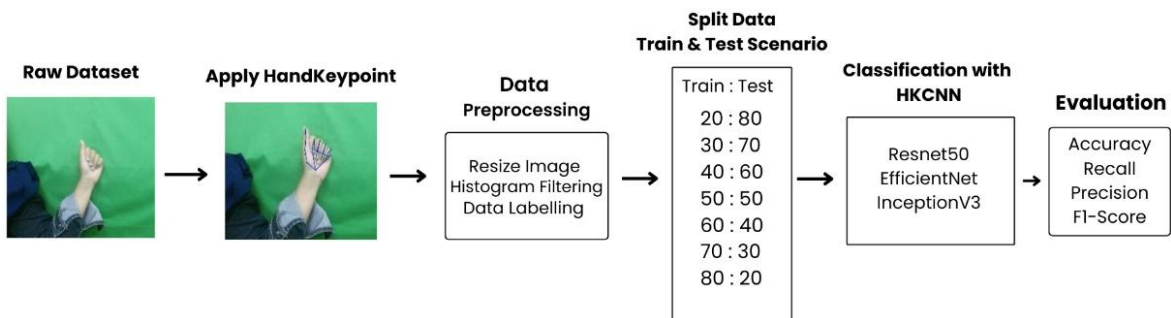 Raw Dataset
Apply HandKeypoint
Data
Preprocessing
Resize Image
Histogram Filtering
Data Labelling
Split Data
Train & Test Scenario
Train : Test
20 : 80
30 : 70
40 : 60
50 : 50
60 : 40
70 : 30
80 : 20
Classification with
HKCNN
Resnet50
EfficientNet
InceptionV3
Evaluation
Accuracy
Recall
Precision
F1-Score